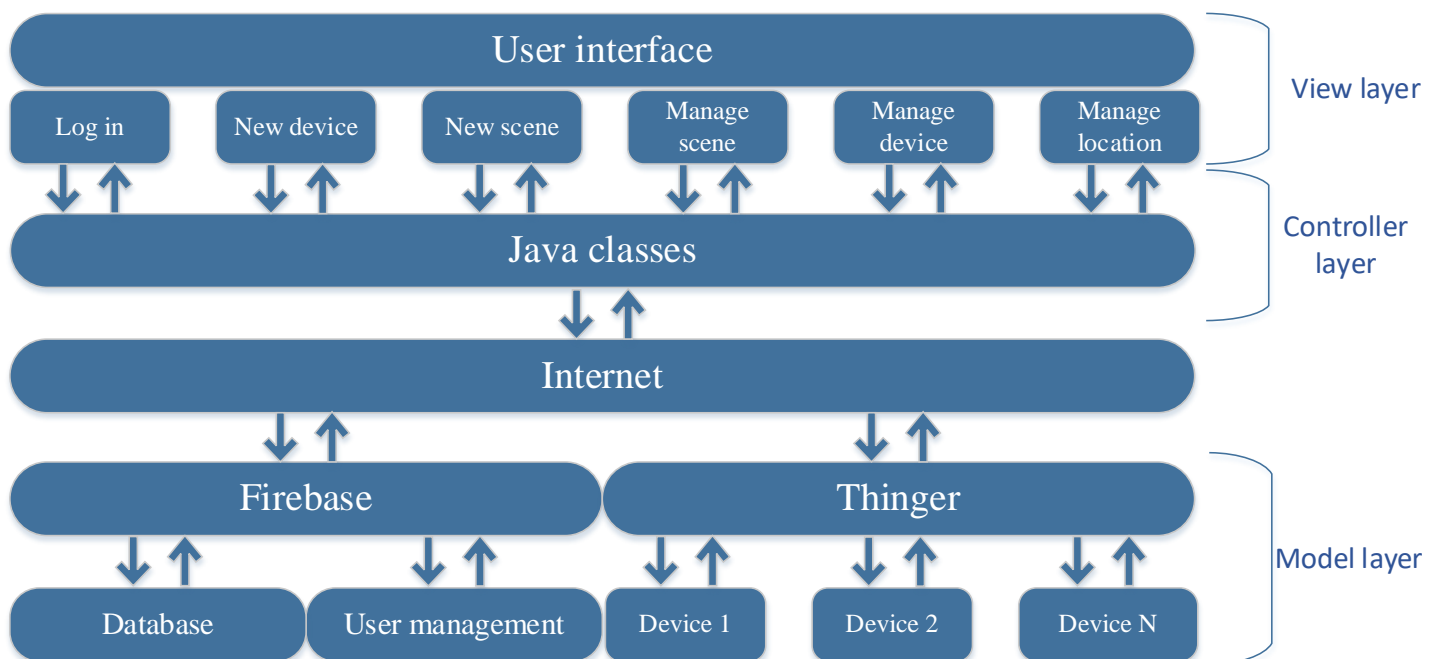 User interface
View layer
Log in
New device
New scene
Manage
scene
Manage
device
Manage
location
Java classes
Controller
layer
Internet
Firebase
Thinger
Model layer
Database
User management
Device 1
Device 2
Device N